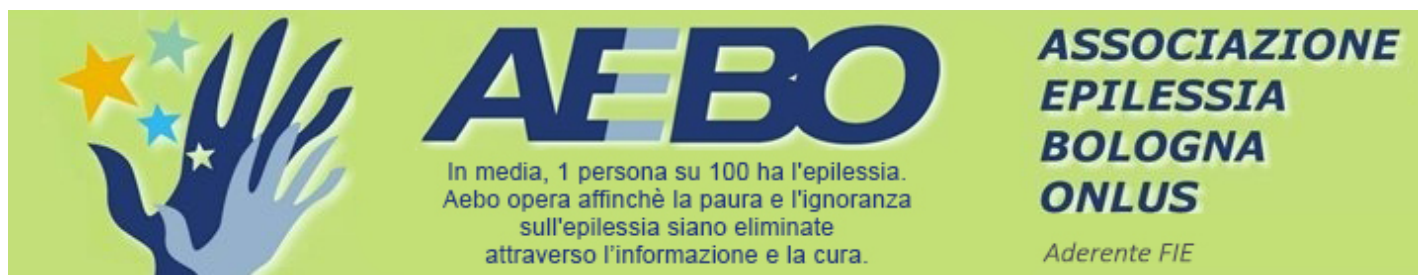 AEBO
In media, 1 persona su 100 ha l'epilessia.
Aebo opera affinchè la paura e l'ignoranza
sull'epilessia siano eliminate
attraverso l’informazione e la cura.
ASSOCIAZIONE
EPILESSIA
BOLOGNA
ONLUS
Aderente FIE